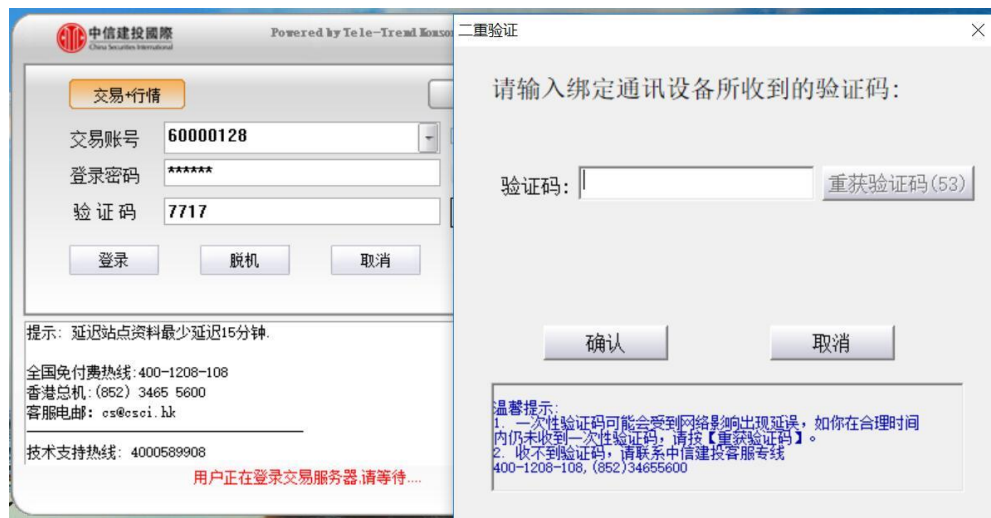 中信建投國際
China Securities International
Powered by Tele-Trend Konson
交易+行情
交易账号 60000128
登录密码 ******
验证码 7717
登录 脱机 取消
提示: 延迟站点资料最少延迟15分钟.
全国免付费热线:400-1208-108
香港总机:(852) 3465 5600
客服电邮: cs@csci.hk
技术支持热线: 4000589908
用户正在登录交易服务器,请等待....
二重验证
请输入绑定通讯设备所收到的验证码:
验证码: 重获验证码(53)
确认 取消
温馨提示:
1. 一次性验证码可能会受到网络影响出现延误,如你在合理时间
内仍未收到一次性验证码,请按【重获验证码】。
2. 收不到验证码,请联系中信建投客服专线
400-1208-108,(852)34655600